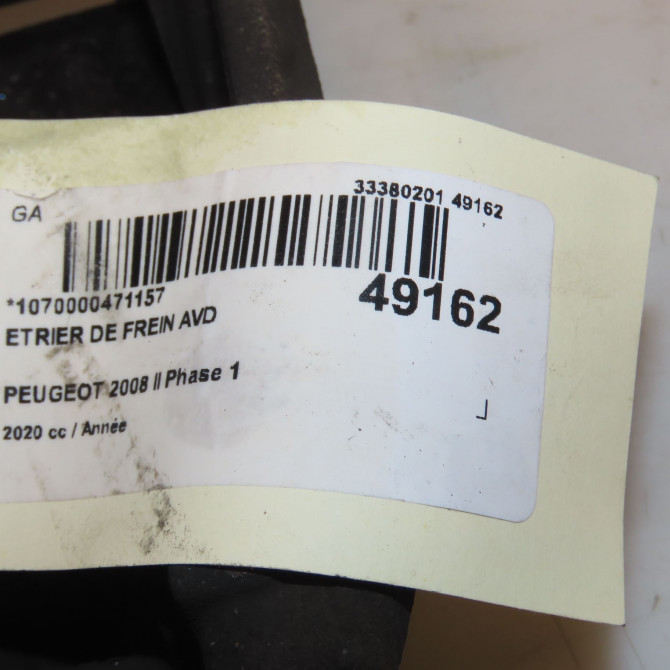 GA
33380201 49162
*1070000471157
49162
ETRIER DE FREIN AVD
PEUGEOT 2008 II Phase 1
2020 cc / Année